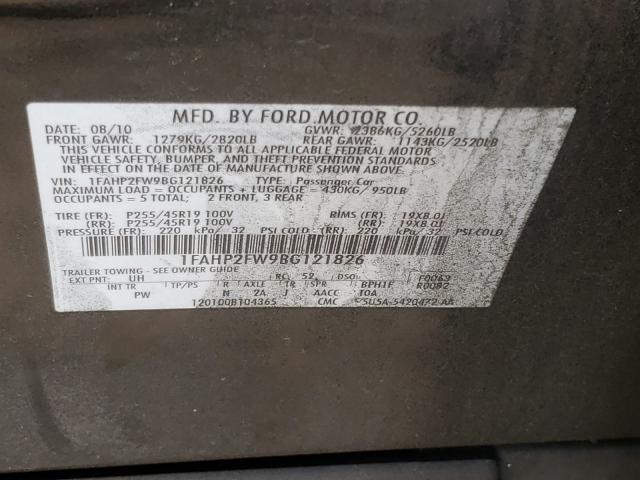 MFD. BY FORD MOTOR CO.
DATE: 08/10 GVWR: 2386KG/5260LB
FRONT GAWR: 1279KG/2820LB REAR GAWR: 1143KG/2520LB
THIS VEHICLE CONFORMS TO ALL APPLICABLE FEDERAL MOTOR
VEHICLE SAFETY, BUMPER, AND THEFT PREVENTION STANDARDS
IN EFFECT ON THE DATE OF MANUFACTURE SHOWN ABOVE.
VIN: 1FAHP2FW9BG121826 TYPE: Passenger Car
MAXIMUM LOAD = OCCUPANTS + LUGGAGE = 430KG/950LB
OCCUPANTS = 5 TOTAL; 2 FRONT, 3 REAR
TIRE (FR): P255/45R19 100V RIMS (FR): 19X8.0J
(RR): P255/45R19 100V (RR): 19X8.0J
PRESSURE (FR): 220 kPa/ 32 PSI COLD (RR): 220 kPa/ 32 PSI COLD
1FAHP2FW9BG121826
TRAILER TOWING - SEE OWNER GUIDE
EXT PNT: UH RC: 52 DSO: F0063
INT TR TP/PS R AXLE TR SPR BPH1F R0082
PW N 2A J AACC TOA
120100B104365 CMC 5U5A-5420472-AA